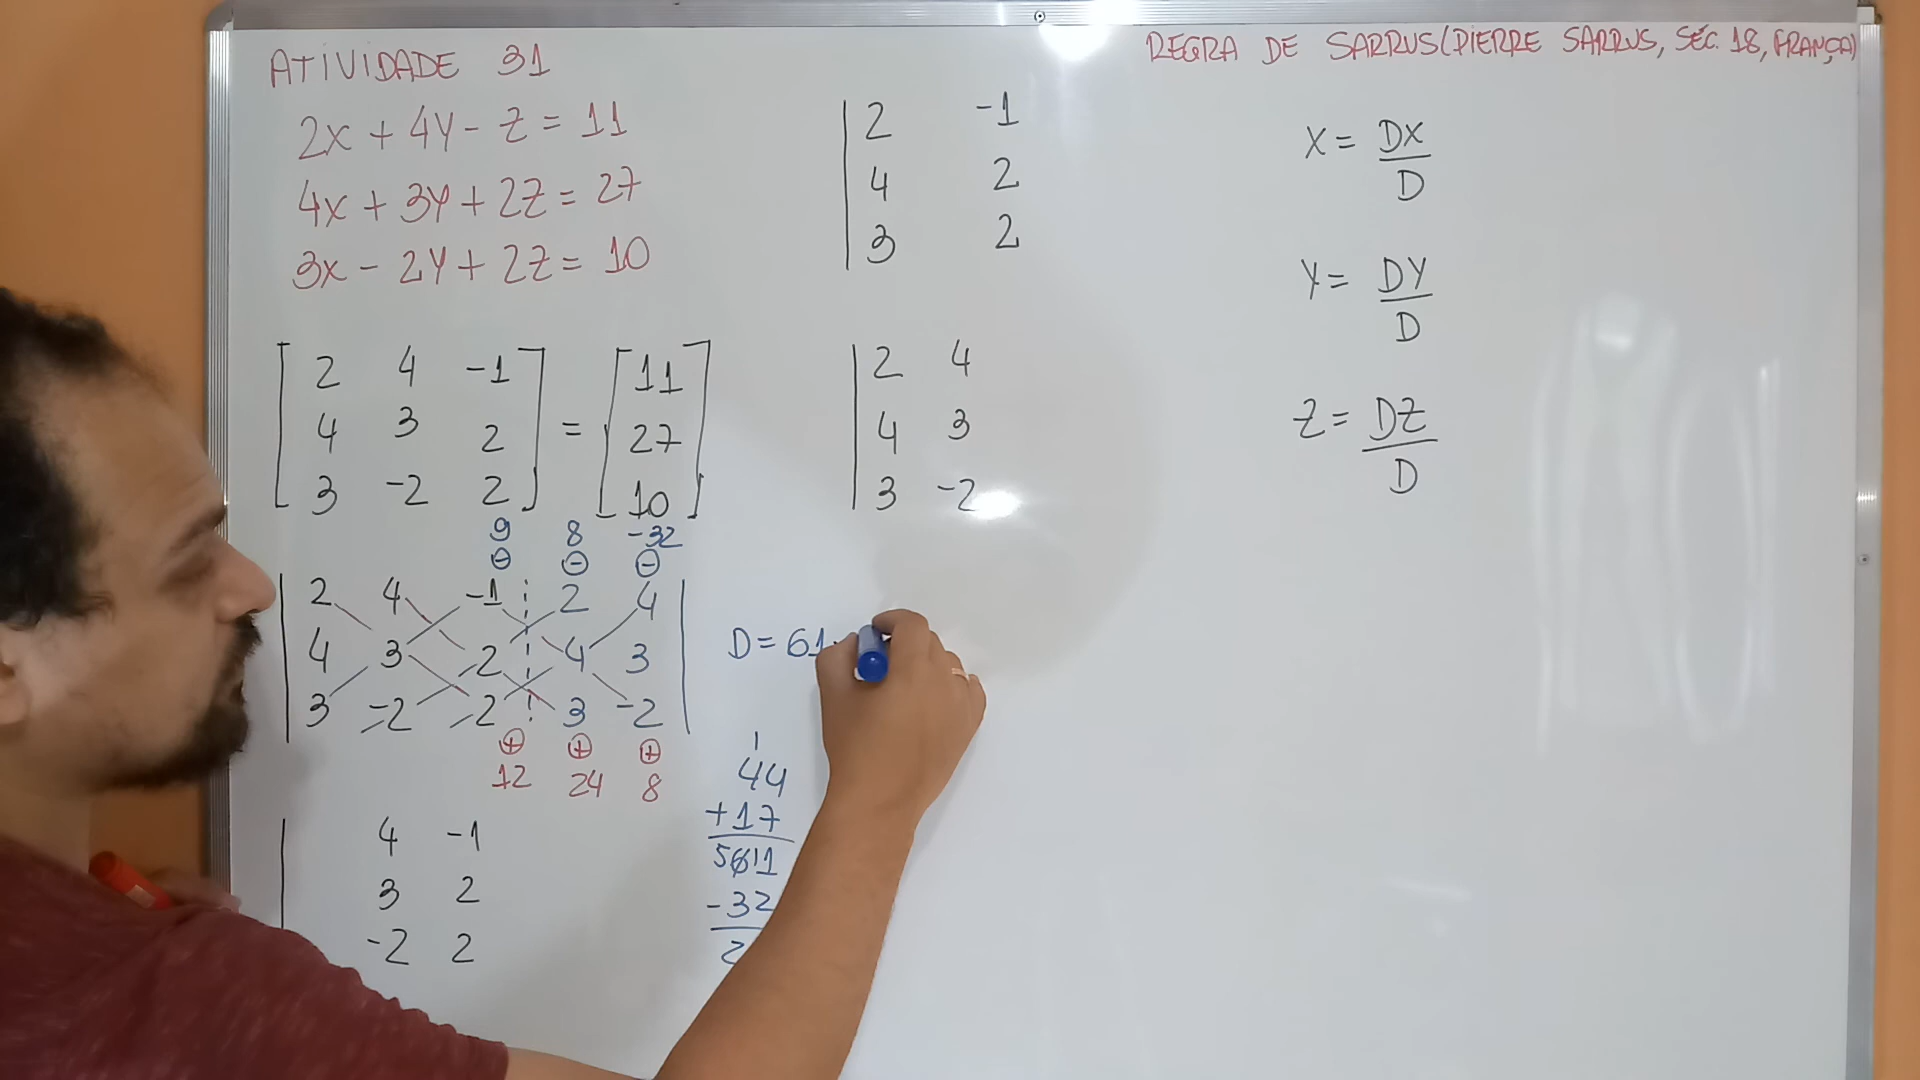 ATIVIDADE 31
REGRA DE SARRUS (PIERRE SARRUS, SÉC. 18, FRANÇA)
2X + 4Y - Z = 11
4X + 3Y + 2Z = 27
3X - 2Y + 2Z = 10
2 -1
4 2
3 2
X = DX
D
Y = DY
D
Z = DZ
D
2 4 -1 = 11
4 3 2 27
3 -2 2 10
2 4
4 3
3 -2
9 8 -32
⊖ ⊖ ⊖
2 4 -1 2 4
4 3 2 4 3
3 -2 2 3 -2
⊕ ⊕ ⊕
12 24 8
D = 61
1
44
+17
5611
-32
2
4 -1
3 2
-2 2